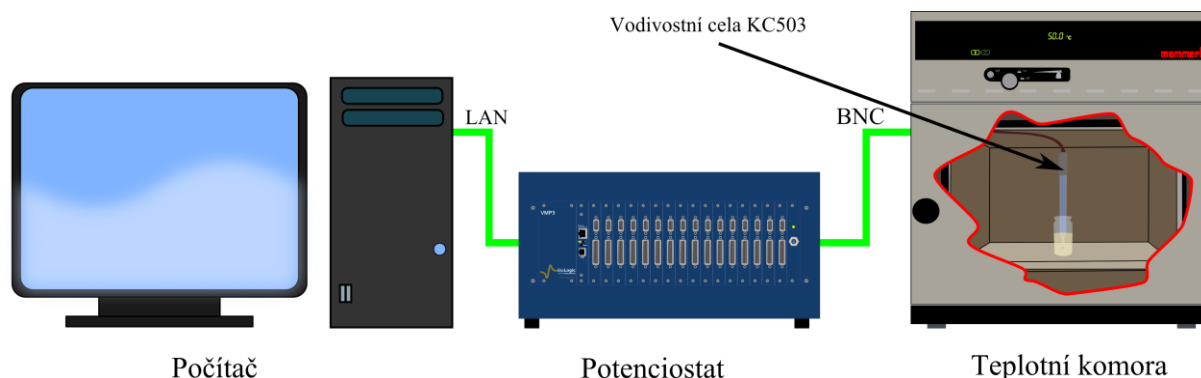 Vodivostní cela KC503
50.0 °C
memmert
LAN
BNC
VMP3
BioLogic
Počítač
Potenciostat
Teplotní komora